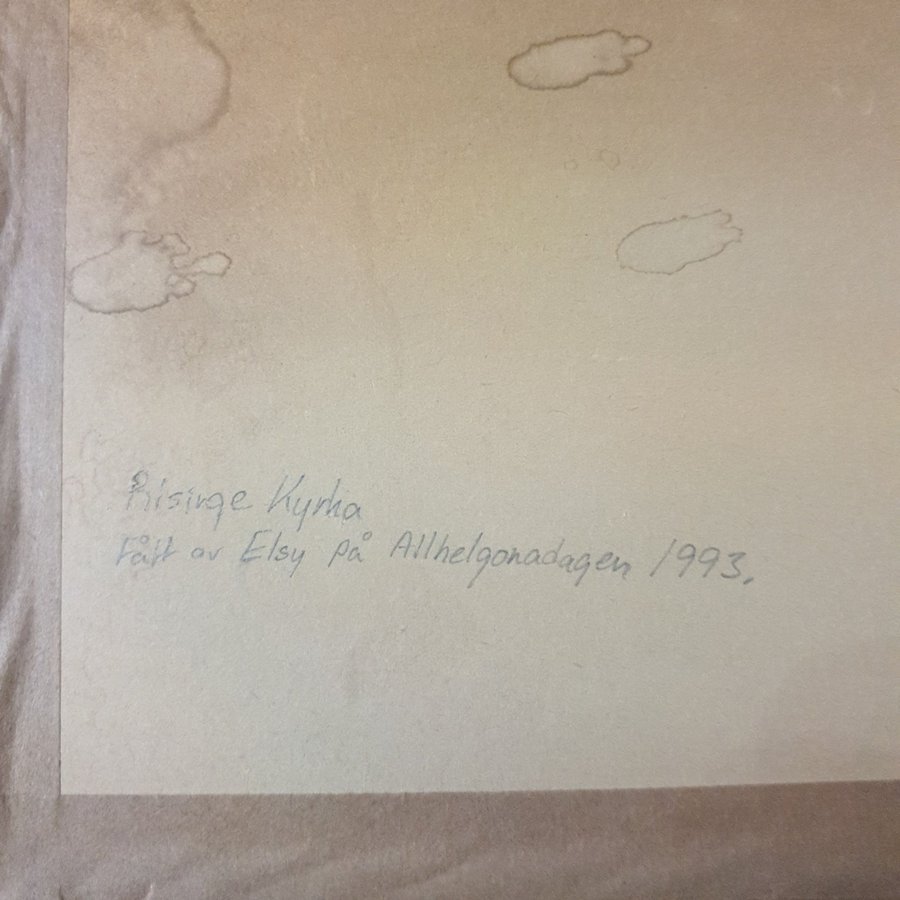 Risinge Kyrka
Fått av Elsy på Allhelgonadagen 1993.